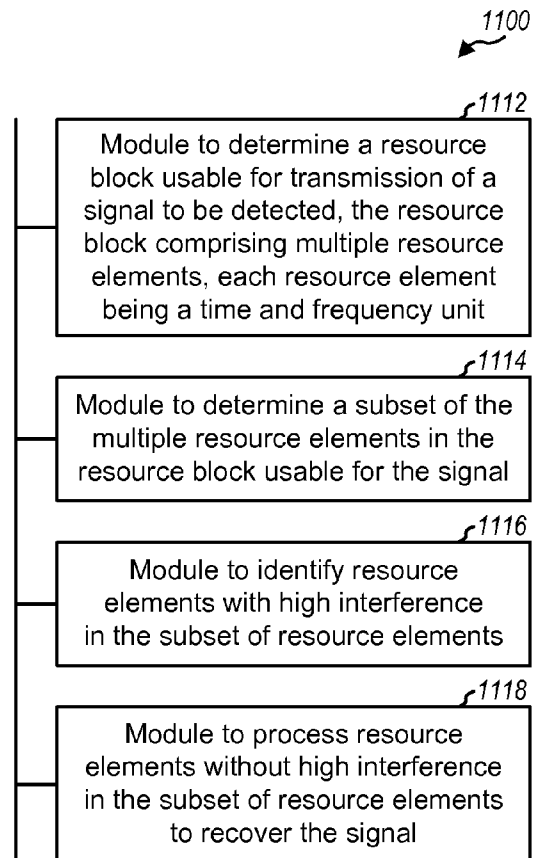 1100
1112
Module to determine a resource
block usable for transmission of a
signal to be detected, the resource
block comprising multiple resource
elements, each resource element
being a time and frequency unit
1114
Module to determine a subset of the
multiple resource elements in the
resource block usable for the signal
1116
Module to identify resource
elements with high interference
in the subset of resource elements
1118
Module to process resource
elements without high interference
in the subset of resource elements
to recover the signal